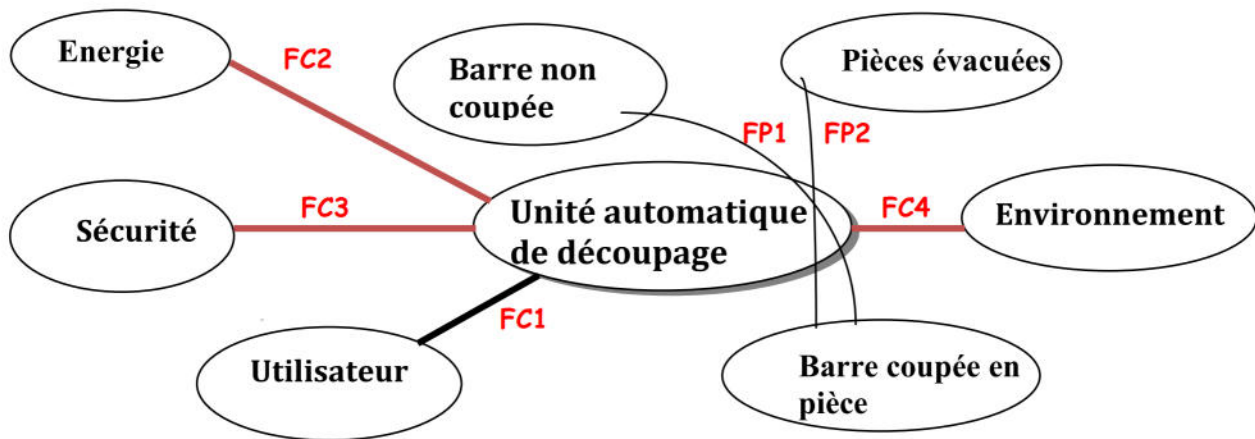 Energie
FC2
Barre non
coupée
Pièces évacuées
FP1
FP2
Sécurité
FC3
Unité automatique
de découpage
FC4
Environnement
FC1
Utilisateur
Barre coupée en
pièce